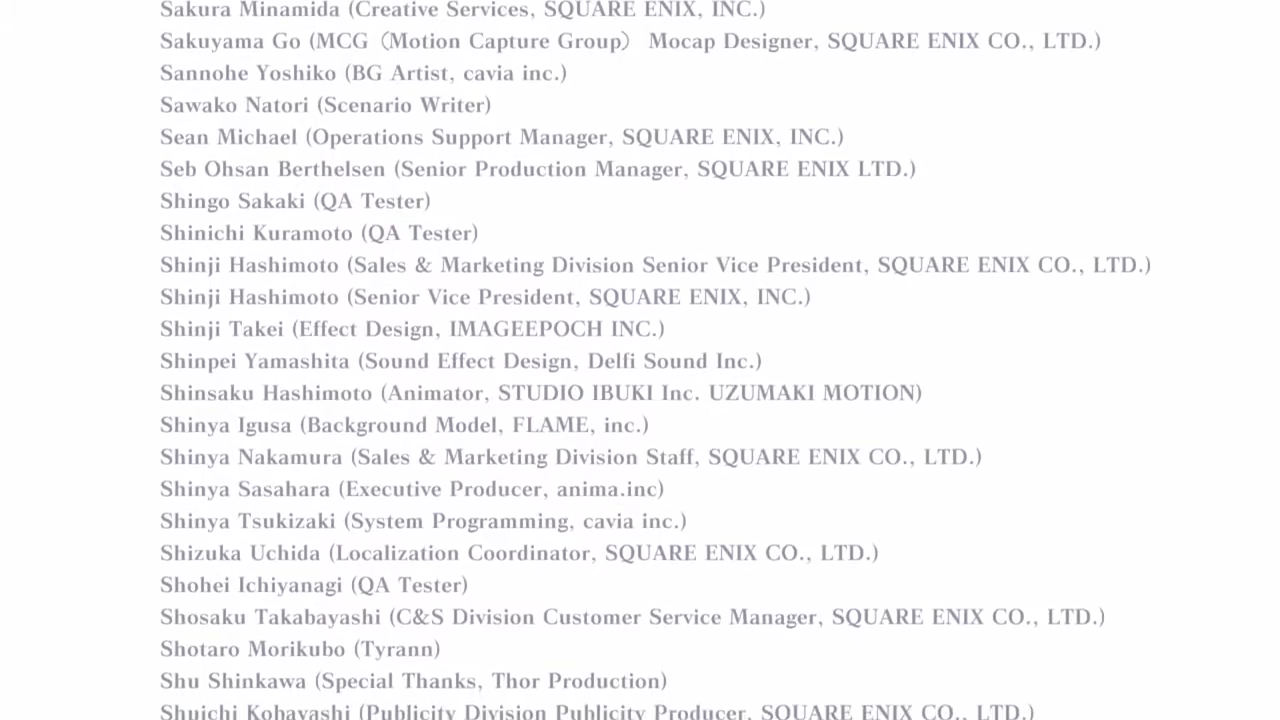 Sakura Minamida (Creative Services, SQUARE ENIX, INC.)
Sakuyama Go (MCG（Motion Capture Group） Mocap Designer, SQUARE ENIX CO., LTD.)
Sannohe Yoshiko (BG Artist, cavia inc.)
Sawako Natori (Scenario Writer)
Sean Michael (Operations Support Manager, SQUARE ENIX, INC.)
Seb Ohsan Berthelsen (Senior Production Manager, SQUARE ENIX LTD.)
Shingo Sakaki (QA Tester)
Shinichi Kuramoto (QA Tester)
Shinji Hashimoto (Sales & Marketing Division Senior Vice President, SQUARE ENIX CO., LTD.)
Shinji Hashimoto (Senior Vice President, SQUARE ENIX, INC.)
Shinji Takei (Effect Design, IMAGEEPOCH INC.)
Shinpei Yamashita (Sound Effect Design, Delfi Sound Inc.)
Shinsaku Hashimoto (Animator, STUDIO IBUKI Inc. UZUMAKI MOTION)
Shinya Igusa (Background Model, FLAME, inc.)
Shinya Nakamura (Sales & Marketing Division Staff, SQUARE ENIX CO., LTD.)
Shinya Sasahara (Executive Producer, anima.inc)
Shinya Tsukizaki (System Programming, cavia inc.)
Shizuka Uchida (Localization Coordinator, SQUARE ENIX CO., LTD.)
Shohei Ichiyanagi (QA Tester)
Shosaku Takabayashi (C&S Division Customer Service Manager, SQUARE ENIX CO., LTD.)
Shotaro Morikubo (Tyrann)
Shu Shinkawa (Special Thanks, Thor Production)
Shuichi Kobayashi (Publicity Division Publicity Producer, SQUARE ENIX CO., LTD.)